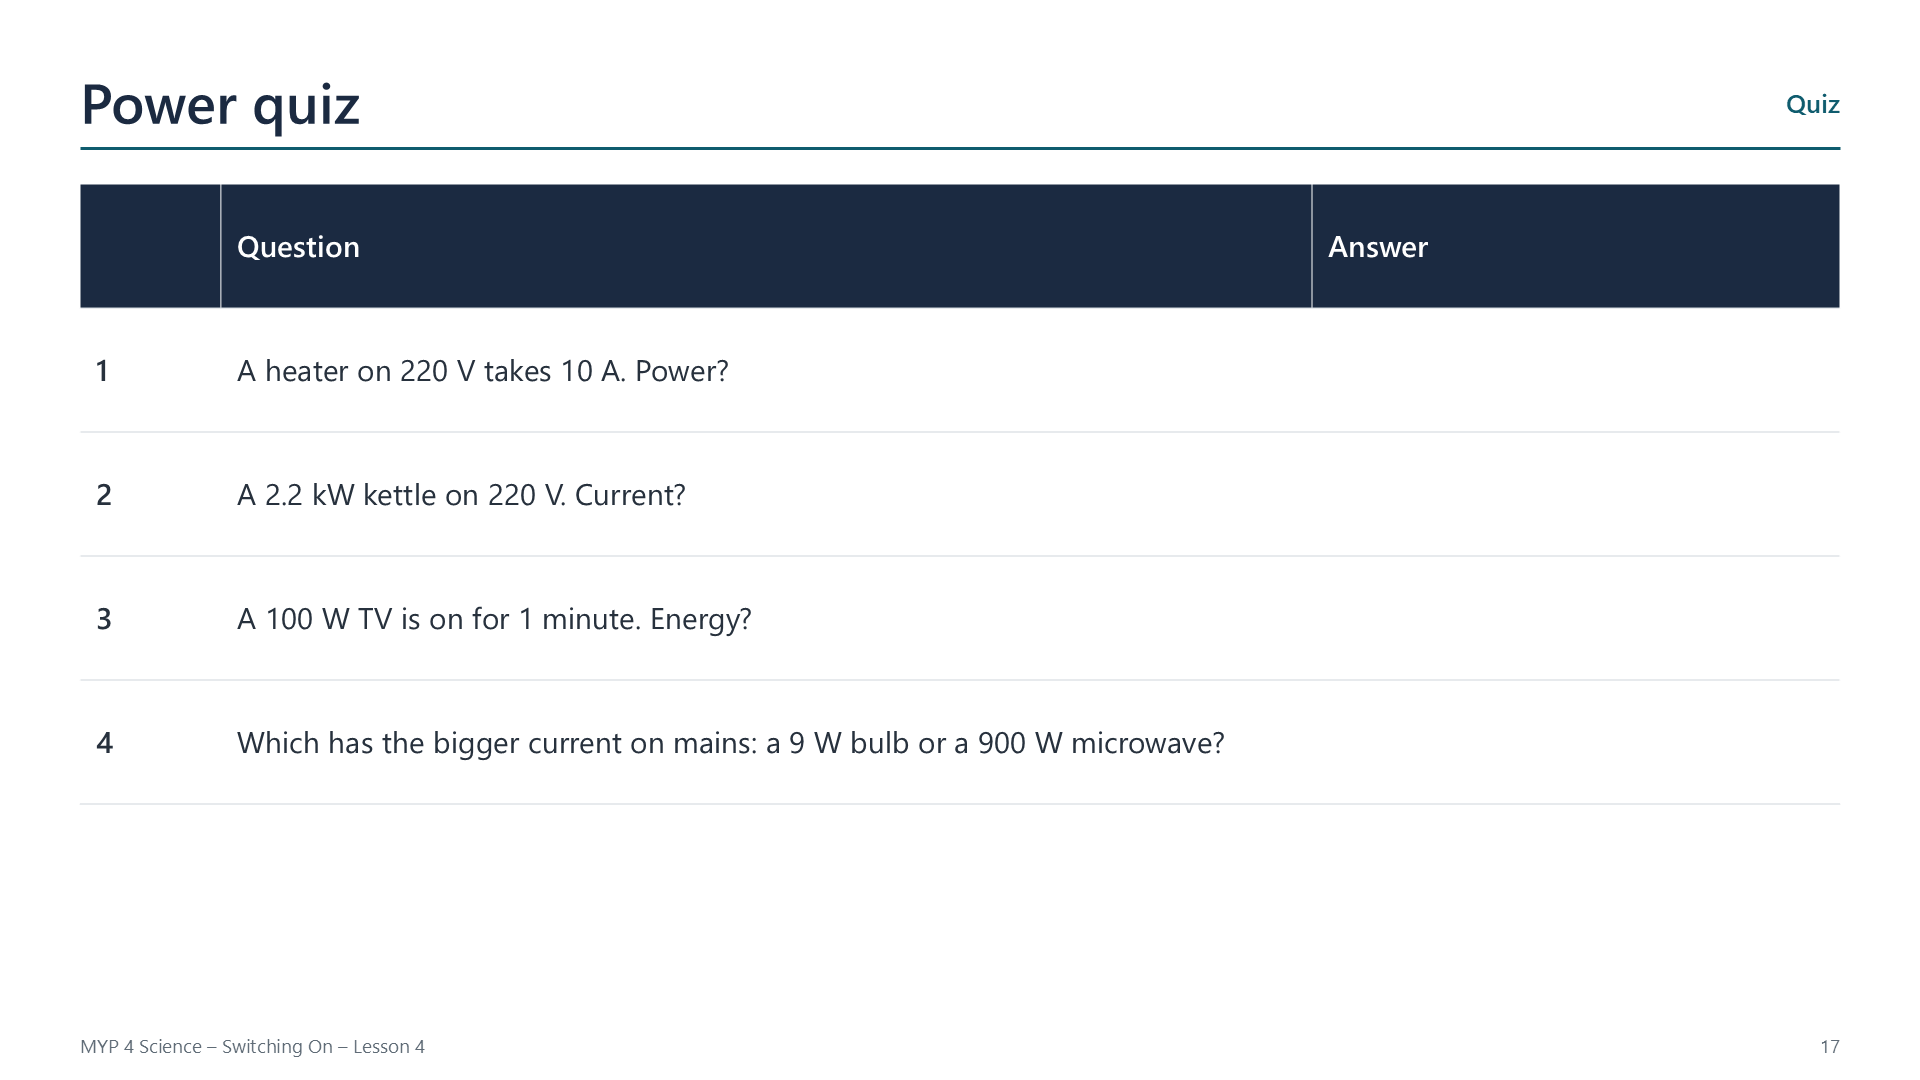 Power quiz
Quiz
Question
Answer
1
A heater on 220 V takes 10 A. Power?
2
A 2.2 kW kettle on 220 V. Current?
3
A 100 W TV is on for 1 minute. Energy?
4
Which has the bigger current on mains: a 9 W bulb or a 900 W microwave?
MYP 4 Science – Switching On – Lesson 4
17